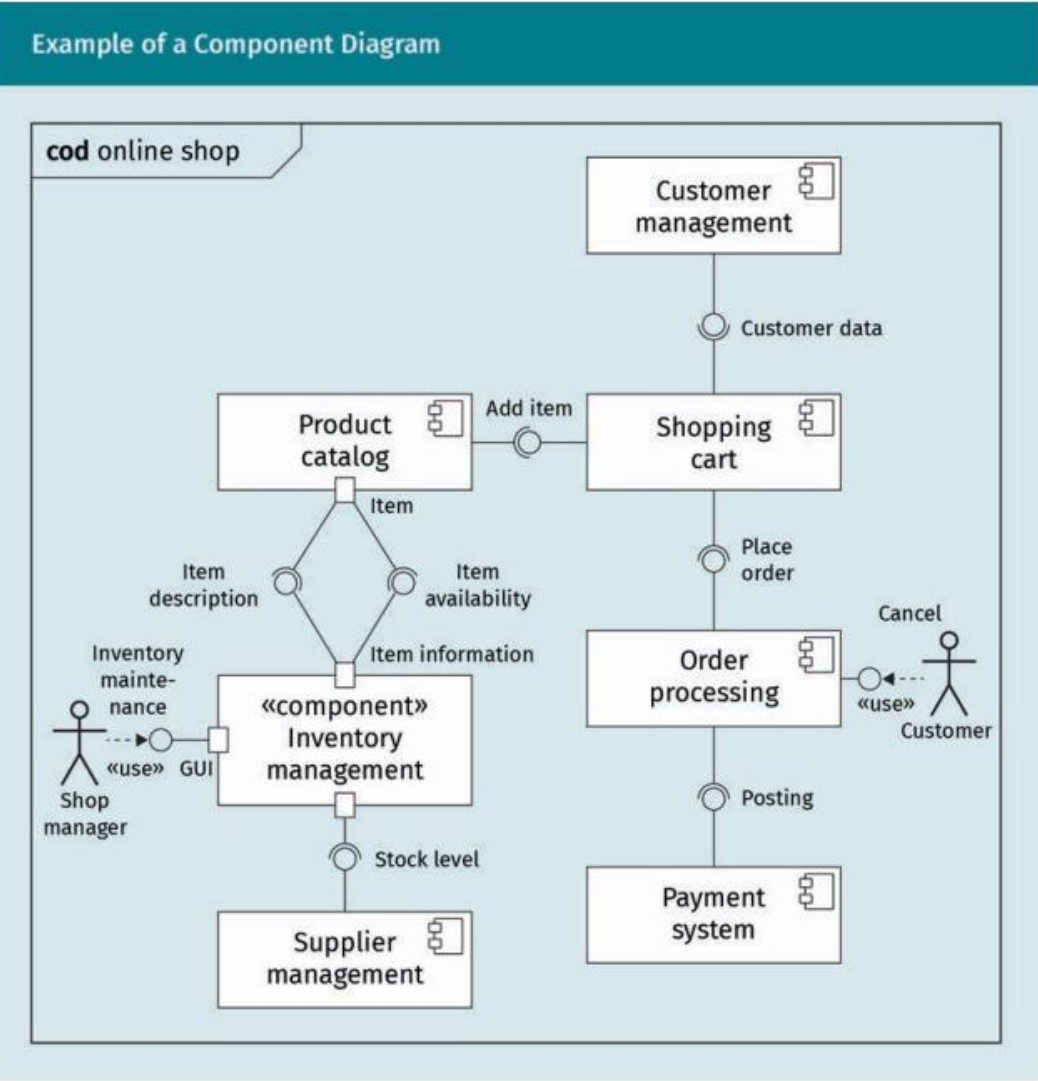 Example of a Component Diagram
cod online shop
Customer
management
Customer data
Product
catalog
Add item
Shopping
cart
Item
Item
description
Item
availability
Place
order
Item information
Inventory
mainte-
nance
«component»
Inventory
management
«use»
GUI
Shop
manager
Order
processing
Cancel
«use»
Customer
Stock level
Posting
Supplier
management
Payment
system